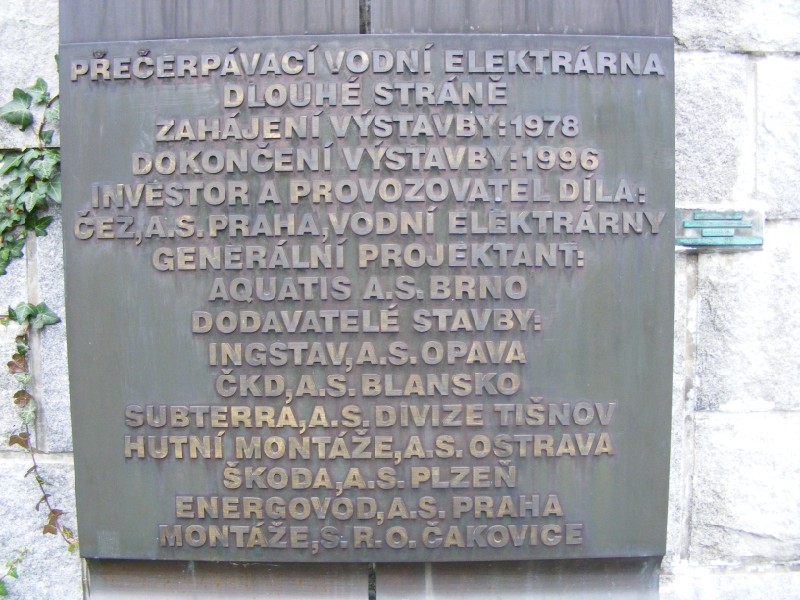 PŘEČERPÁVACÍ VODNÍ ELEKTRÁRNA
DLOUHÉ STRÁNĚ
ZAHÁJENÍ VÝSTAVBY:1978
DOKONČENÍ VÝSTAVBY:1996
INVESTOR A PROVOZOVATEL DÍLA:
ČEZ,A.S.PRAHA,VODNÍ ELEKTRÁRNY
GENERÁLNÍ PROJEKTANT:
AQUATIS A.S.BRNO
DODAVATELÉ STAVBY:
INGSTAV,A.S.OPAVA
ČKD,A.S.BLANSKO
SUBTERRA,A.S.DIVIZE TIŠNOV
HUTNÍ MONTÁŽE,A.S.OSTRAVA
ŠKODA,A.S.PLZEŇ
ENERGOVOD,A.S.PRAHA
MONTÁŽE,S.R.O.ČAKOVICE